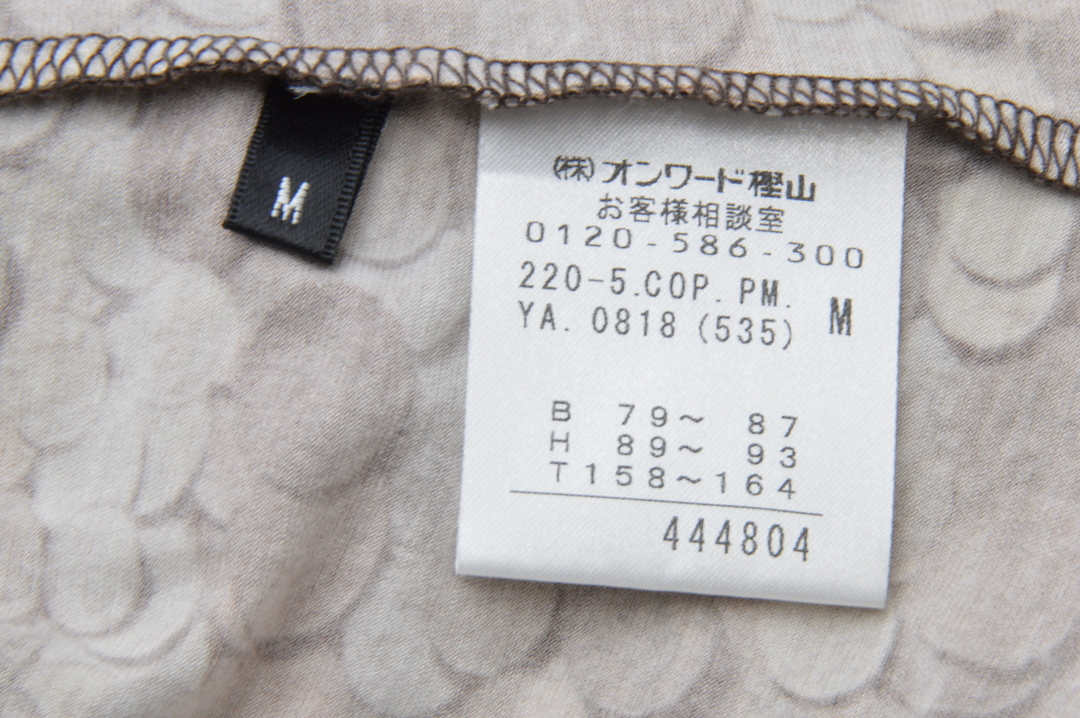 M
(株)オンワード樫山
お客様相談室
0120-586-300
220-5.COP.PM. M
YA. 0818 (535)
B 79~ 87
H 89~ 93
T158~164
444804